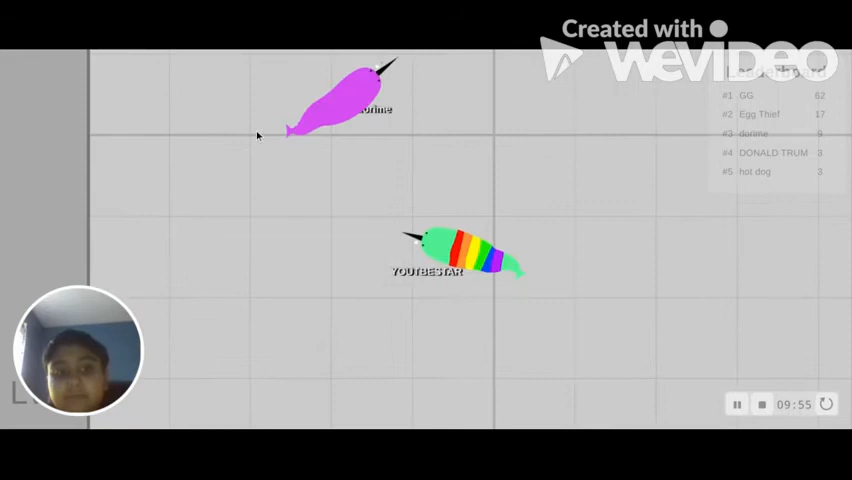 Created with
WEVIDEO
Leaderboard
#1 GG 62
#2 Egg Thief 17
#3 dorime 9
#4 DONALD TRUM 3
#5 hot dog 3
dorime
YOUTBESTAR
09:55